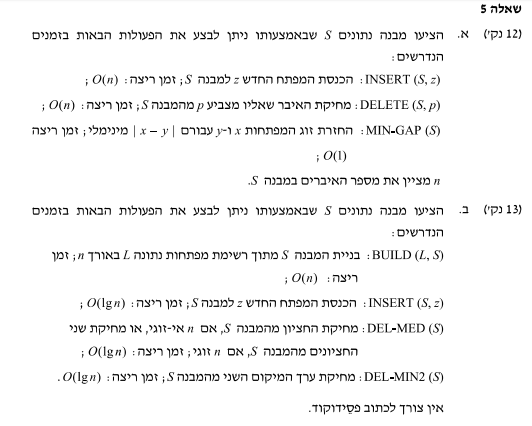 שאלה 5
(12 נקי) א. הציעו מבנה נתונים S שבאמצעותו ניתן לבצע את הפעולות הבאות בזמנים
הנדרשים:
INSERT (S, z): הכנסת המפתח החדש z למבנה S; זמן ריצה: O(n);
DELETE (S, p): מחיקת האיבר שאליו מצביע p מהמבנה S; זמן ריצה: O(n);
MIN-GAP (S): החזרת זוג המפתחות x ו-y עבורם | x – y | מינימלי; זמן ריצה
O(1);
n מציין את מספר האיברים במבנה S.
(13 נקי) ב. הציעו מבנה נתונים S שבאמצעותו ניתן לבצע את הפעולות הבאות בזמנים
הנדרשים:
BUILD (L, S): בניית המבנה S מתוך רשימת מפתחות נתונה L באורך n; זמן
ריצה: O(n);
INSERT (S, z): הכנסת המפתח החדש z למבנה S; זמן ריצה: O(lg n);
DEL-MED (S): מחיקת החציון מהמבנה S, אם n אי-זוגי, או מחיקת שני
החציונים מהמבנה S, אם n זוגי; זמן ריצה: O(lg n);
DEL-MIN2 (S): מחיקת ערך המיקום השני מהמבנה S; זמן ריצה: O(lg n).
אין צורך לכתוב פסידוקוד.